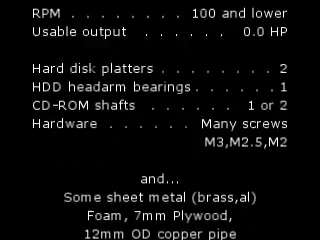 RPM . . . . . . . . 100 and lower
Usable output . . . . . . 0.0 HP
Hard disk platters . . . . . . . . 2
HDD headarm bearings . . . . . . 1
CD-ROM shafts . . . . . . 1 or 2
Hardware . . . . . . Many screws
M3,M2.5,M2
and...
Some sheet metal (brass,al)
Foam, 7mm Plywood,
12mm OD copper pipe